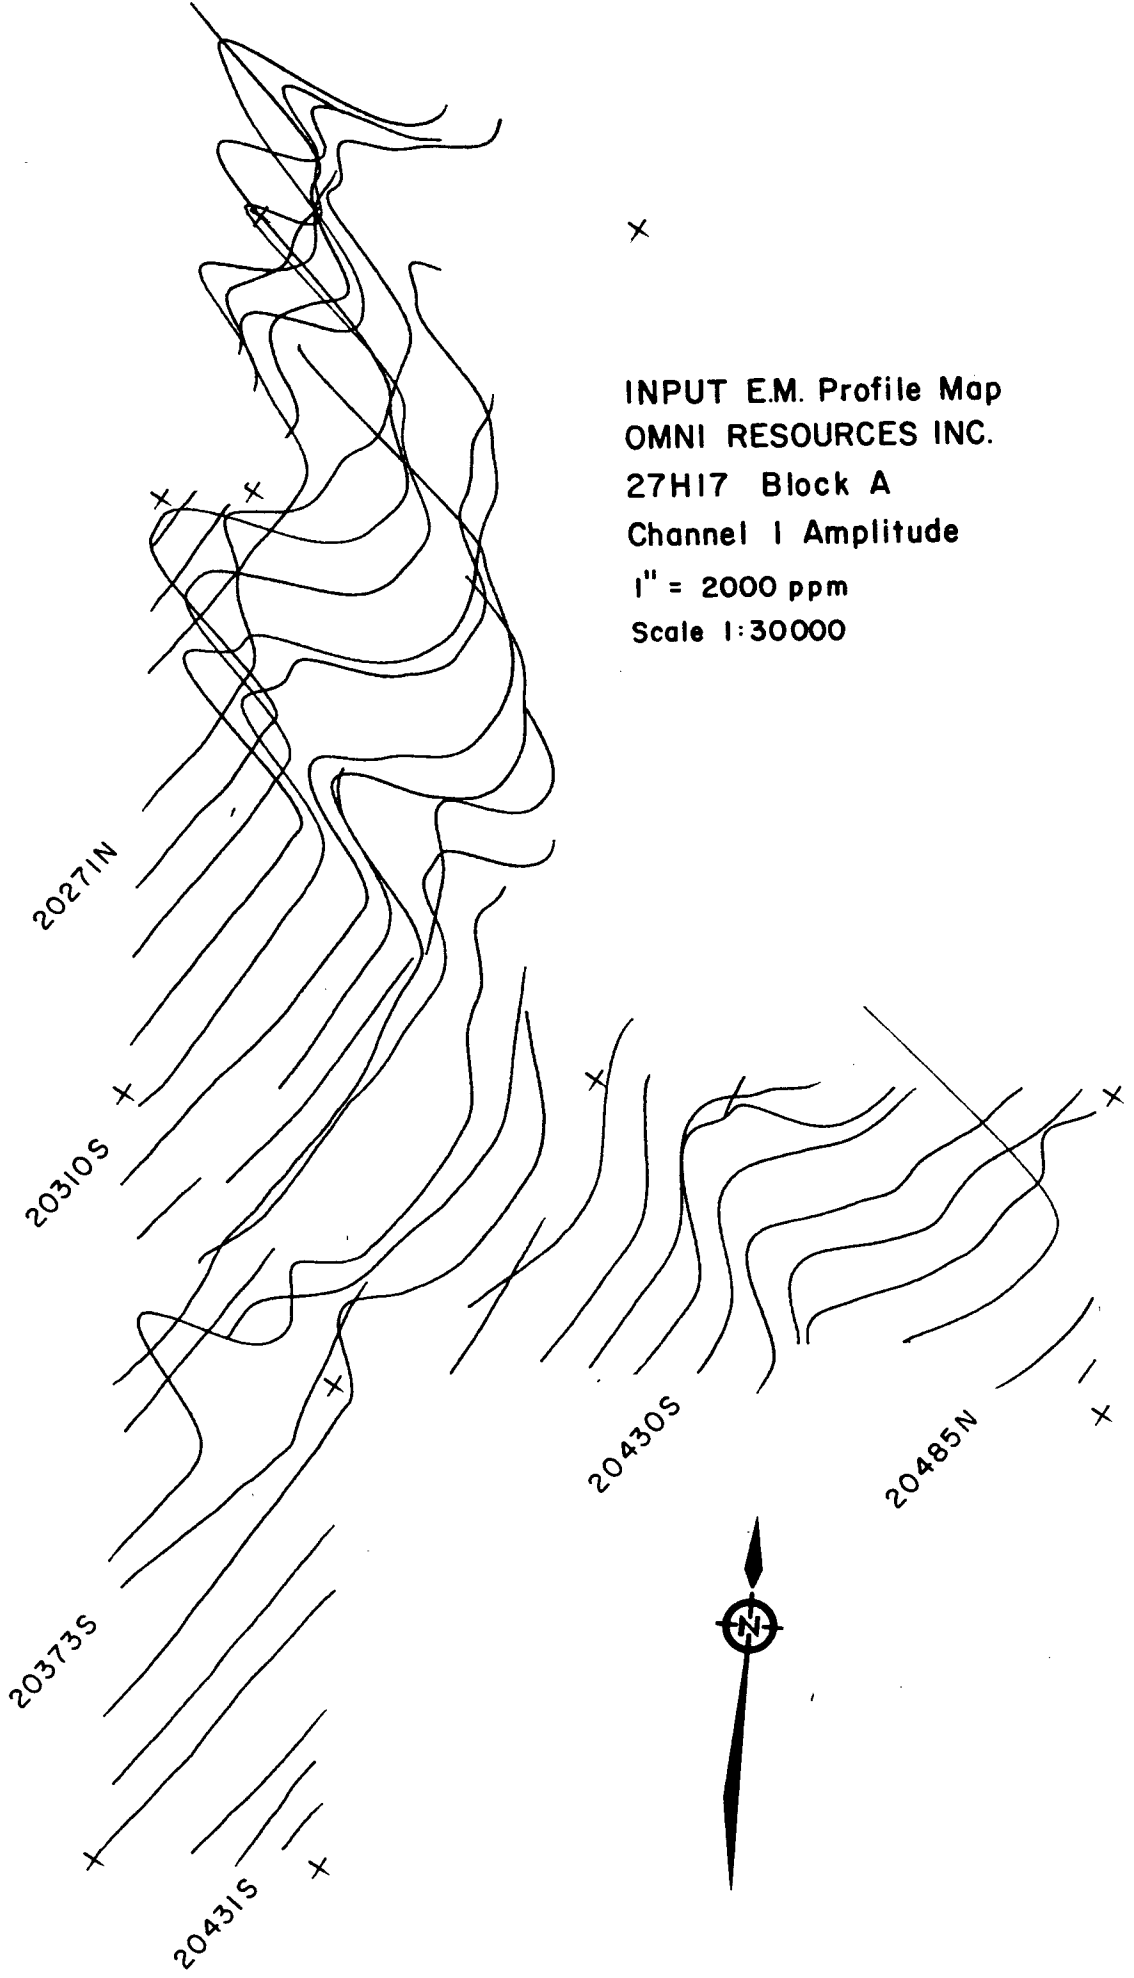 INPUT E.M. Profile Map
OMNI RESOURCES INC.
27H17 Block A
Channel 1 Amplitude
1" = 2000 ppm
Scale 1:30000
20271N
20310S
20430S
20485N
N
20373S
20431S